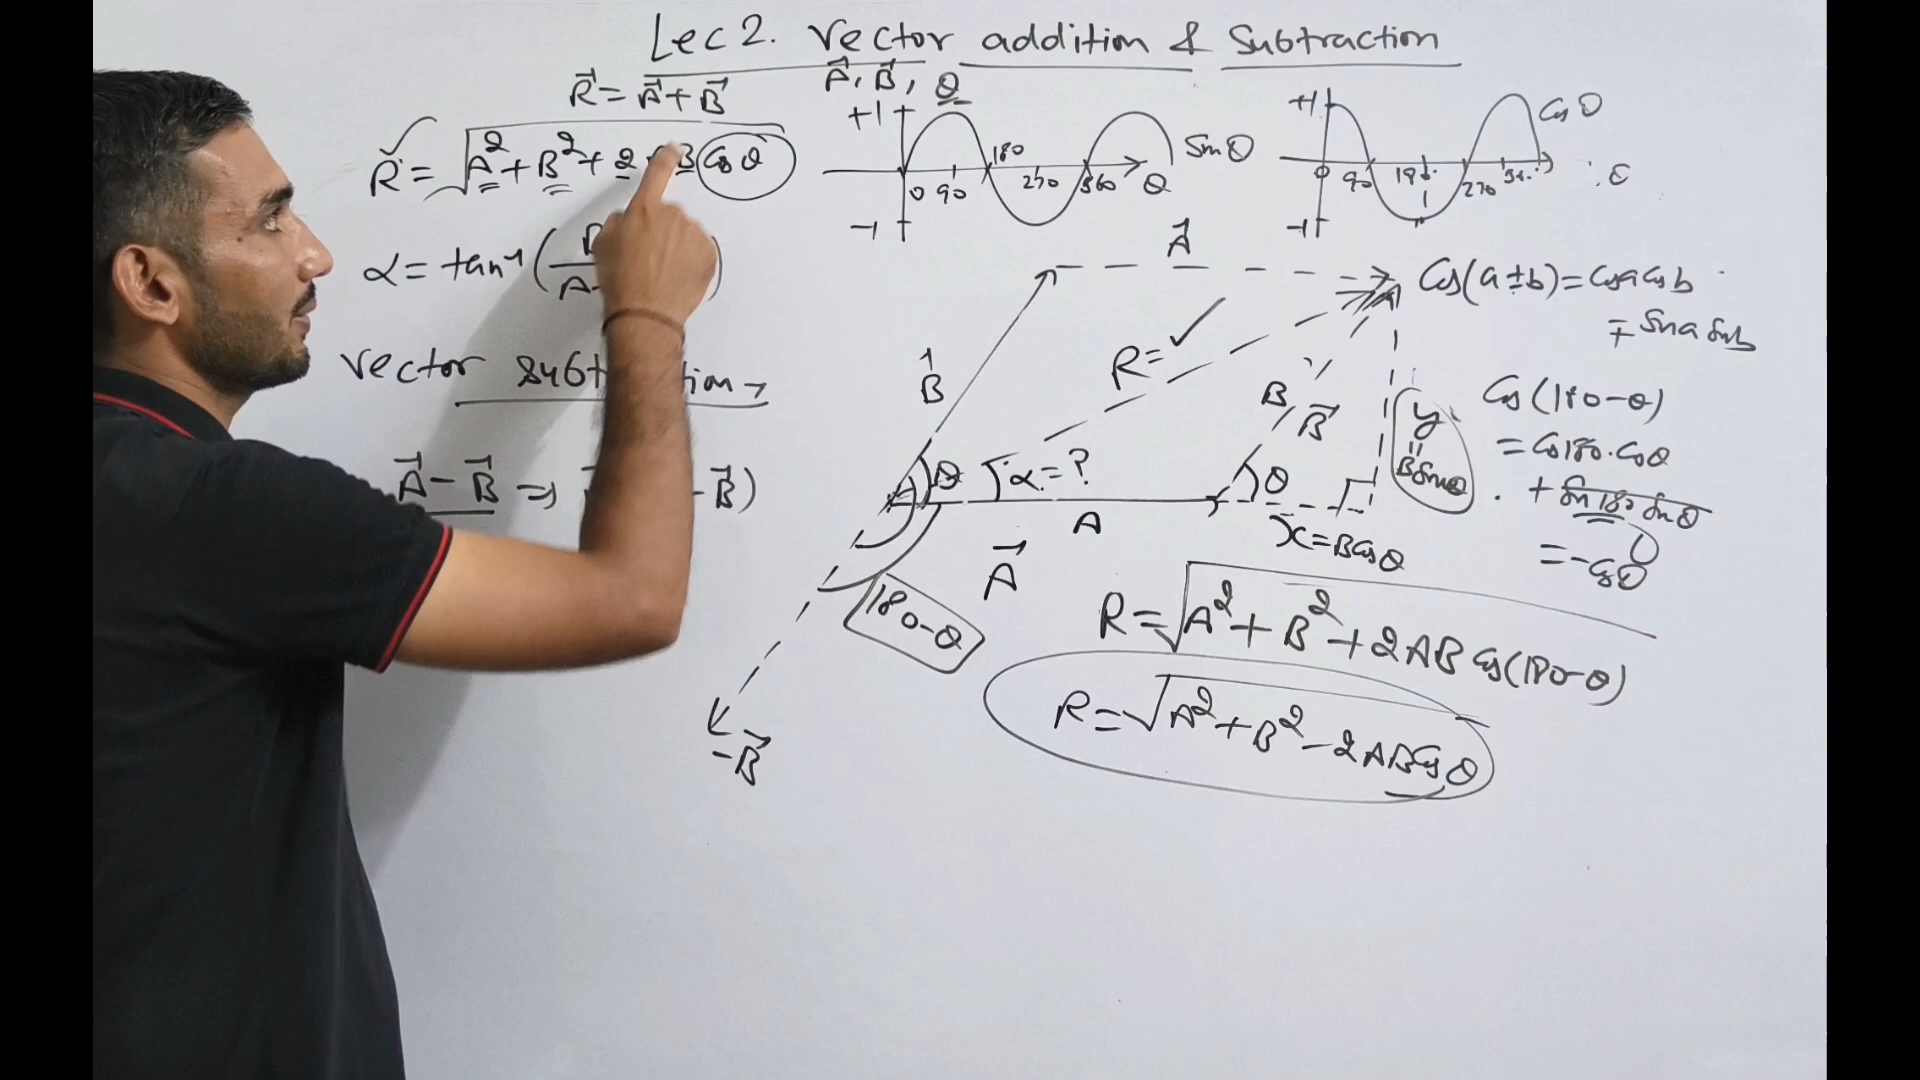 Lec 2. Vector addition & Subtraction
R⃗ = A⃗ + B⃗
A⃗, B⃗, θ
R = √A² + B² + 2 B Cos θ
α = tan⁻¹ (
Vector
A⃗ - B⃗ ⇒ -B⃗)
+1
-1
0 90 180 270 360 θ
Sin θ
+1
-1
0 90 180 270
Cos θ
A⃗
B⃗
R =
B
B⃗
θ
α = ?
θ
A
A⃗
x = B Cos θ
y
=
B Sin θ
180-θ
-B⃗
Cos(a ± b) = Cos a Cos b
∓ Sin a Sin b
Cos(180-θ)
= Cos 180. Cos θ
+ Sin 180 Sin θ
= - Cos θ
R = √A² + B² + 2AB Cos(180-θ)
R = √A² + B² - 2AB Cos θ